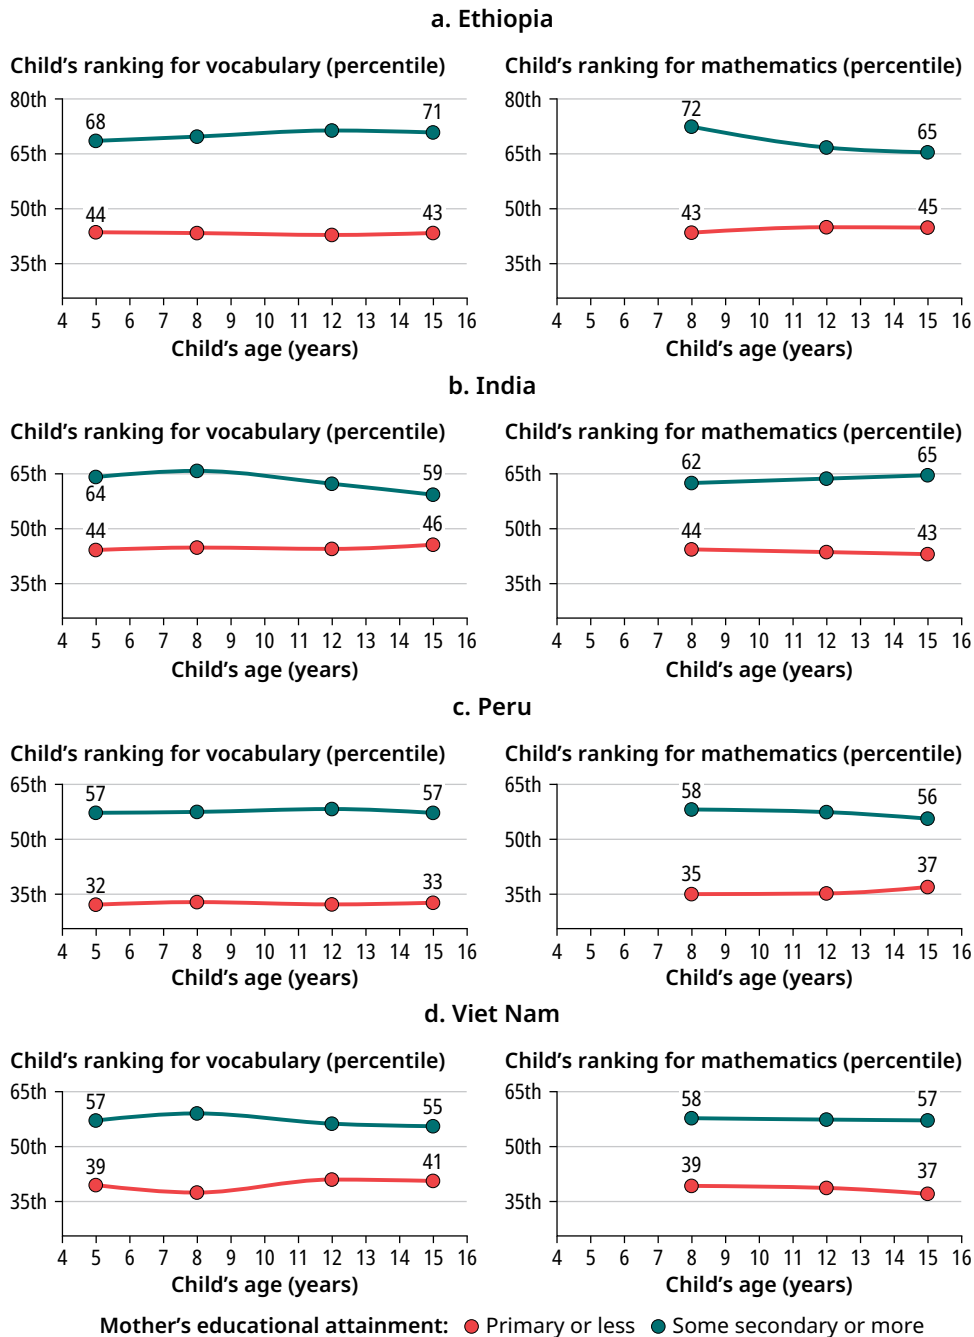 a. Ethiopia
Child's ranking for vocabulary (percentile)
80th
65th
50th
35th
68
71
44
43
4 5 6 7 8 9 10 11 12 13 14 15 16
Child's age (years)
Child's ranking for mathematics (percentile)
80th
65th
50th
35th
72
65
43
45
4 5 6 7 8 9 10 11 12 13 14 15 16
Child's age (years)
b. India
Child's ranking for vocabulary (percentile)
65th
50th
35th
64
59
44
46
4 5 6 7 8 9 10 11 12 13 14 15 16
Child's age (years)
Child's ranking for mathematics (percentile)
65th
50th
35th
62
65
44
43
4 5 6 7 8 9 10 11 12 13 14 15 16
Child's age (years)
c. Peru
Child's ranking for vocabulary (percentile)
65th
50th
35th
57
57
32
33
4 5 6 7 8 9 10 11 12 13 14 15 16
Child's age (years)
Child's ranking for mathematics (percentile)
65th
50th
35th
58
56
35
37
4 5 6 7 8 9 10 11 12 13 14 15 16
Child's age (years)
d. Viet Nam
Child's ranking for vocabulary (percentile)
65th
50th
35th
57
55
39
41
4 5 6 7 8 9 10 11 12 13 14 15 16
Child's age (years)
Child's ranking for mathematics (percentile)
65th
50th
35th
58
57
39
37
4 5 6 7 8 9 10 11 12 13 14 15 16
Child's age (years)
Mother's educational attainment: Primary or less Some secondary or more